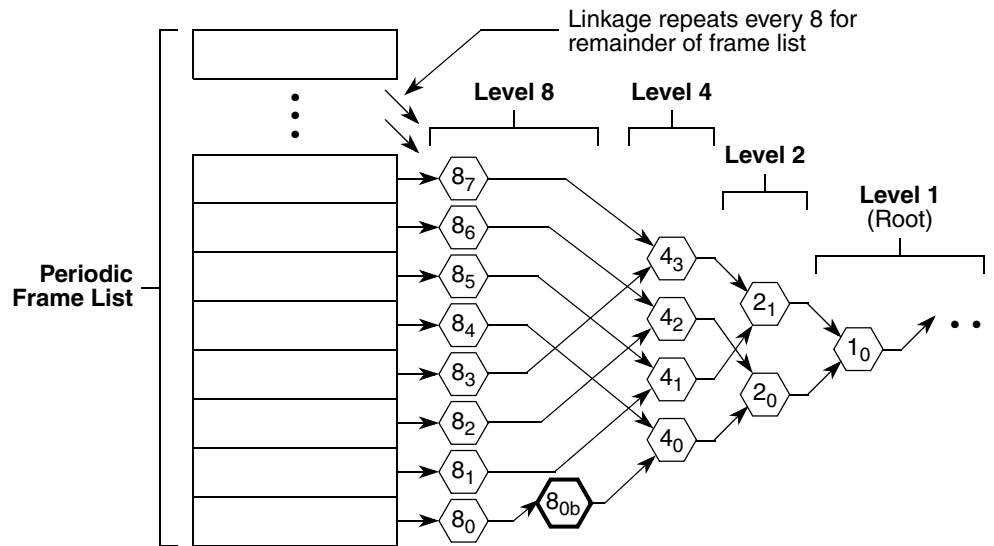 Linkage repeats every 8 for
remainder of frame list
Level 8
Level 4
Level 2
Level 1
(Root)
Periodic
Frame List
8₇
8₆
8₅
8₄
8₃
8₂
8₁
8₀
8₀b
4₃
4₂
4₁
4₀
2₁
2₀
1₀